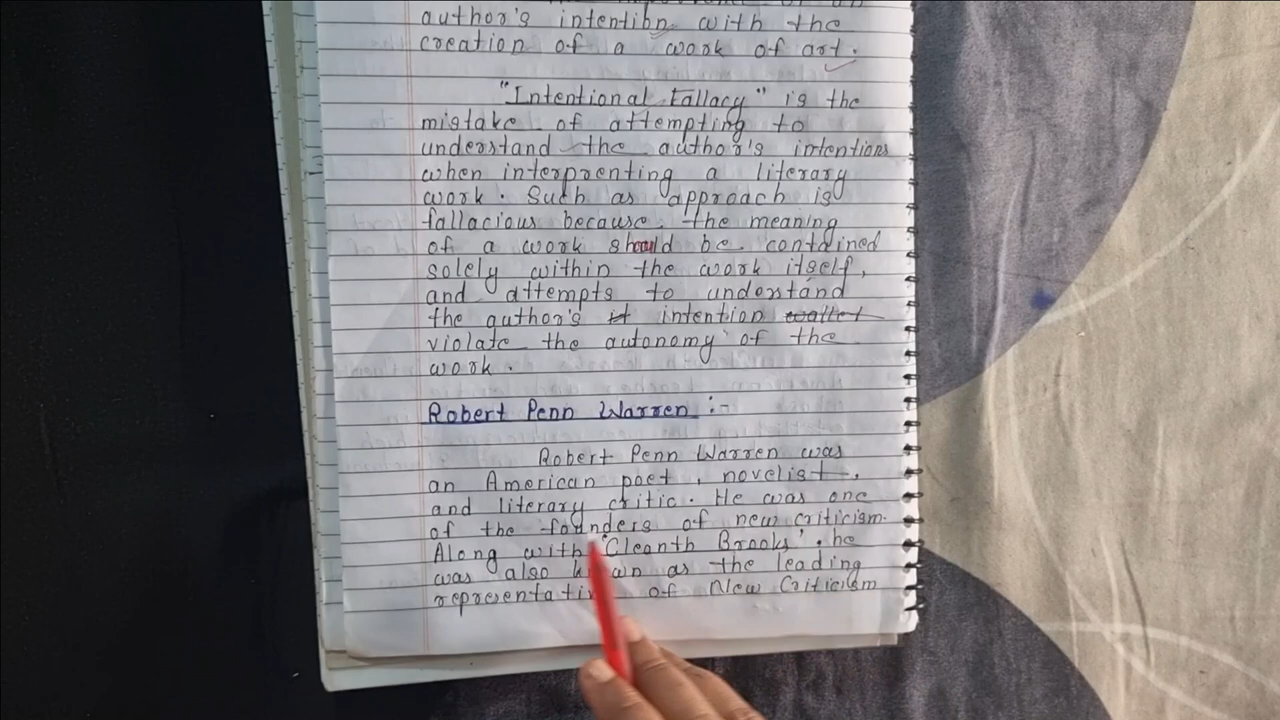 author's intention with the
creation of a work of art.
"Intentional Fallacy" is the
mistake of attempting to
understand the author's intentions
when interprenting a literary
work. Such as approach is
fallacious because the meaning
of a work should be contained
solely within the work itself,
and attempts to understand
the author's it intention
violate the autonomy of the
work.
Robert Penn Warren :-
Robert Penn Warren was
an American poet, novelist,
and literary critic. He was one
of the founders of new criticism.
Along with 'Cleanth Brooks', he
was also known as the leading
representative of New Criticism